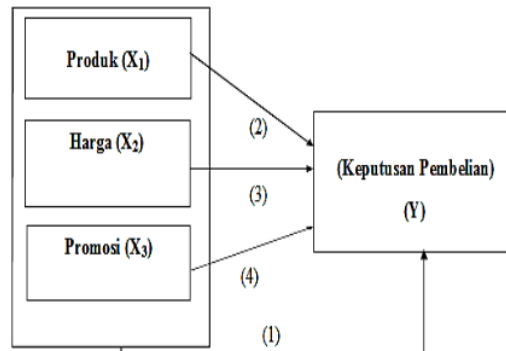 Produk (X₁)
(2)
Harga (X₂)
(Keputusan Pembelian)
(3)
(Y)
Promosi (X₃)
(4)
(1)